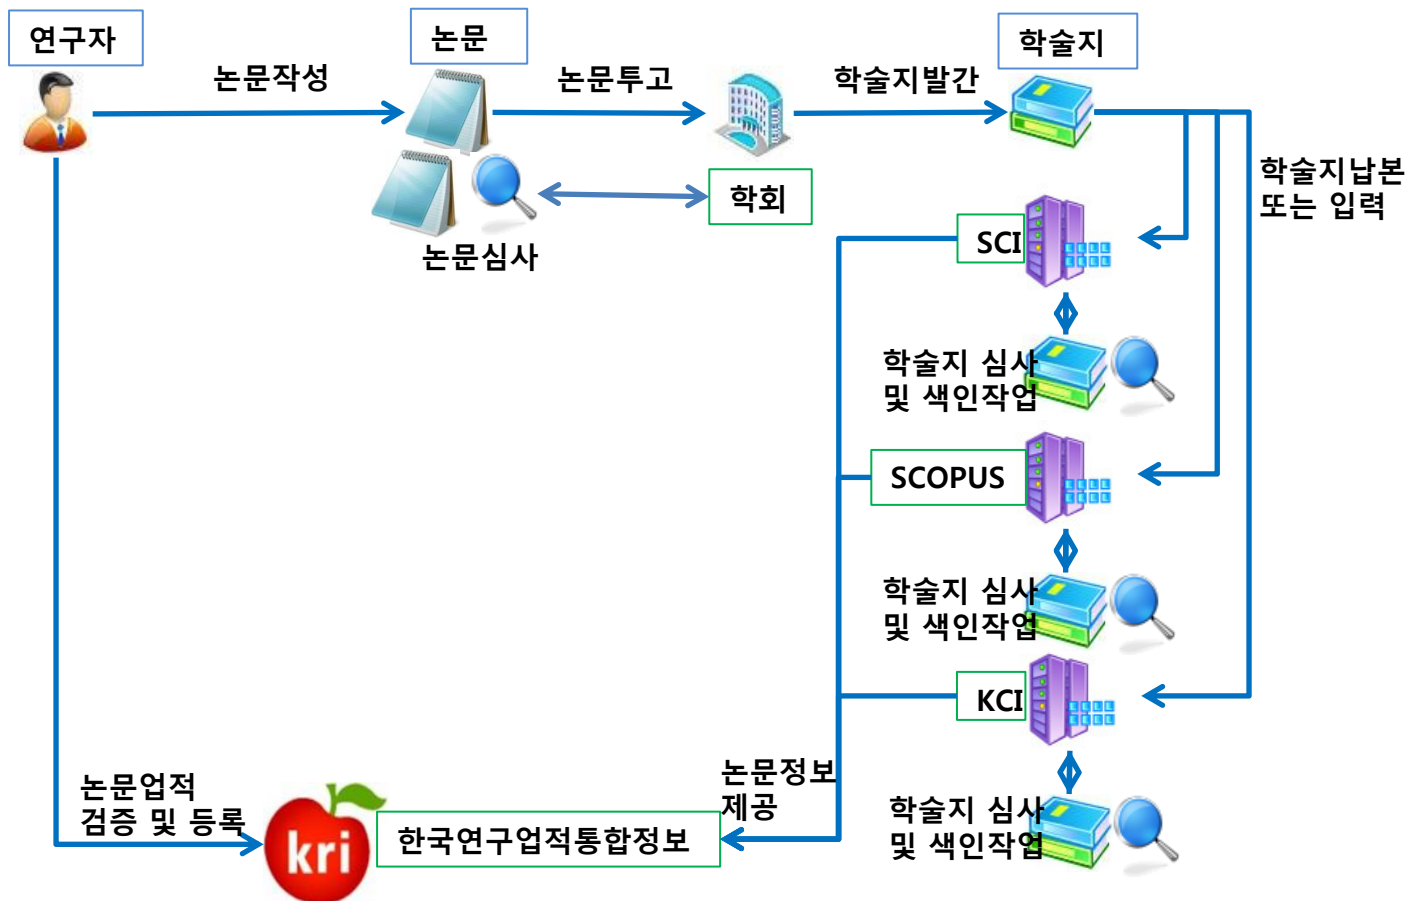 연구자
논문
학술지
논문작성
논문투고
학술지발간
학술지납본
또는 입력
학회
논문심사
SCI
학술지 심사
및 색인작업
SCOPUS
학술지 심사
및 색인작업
KCI
논문업적
검증 및 등록
kri
한국연구업적통합정보
논문정보
제공
학술지 심사
및 색인작업